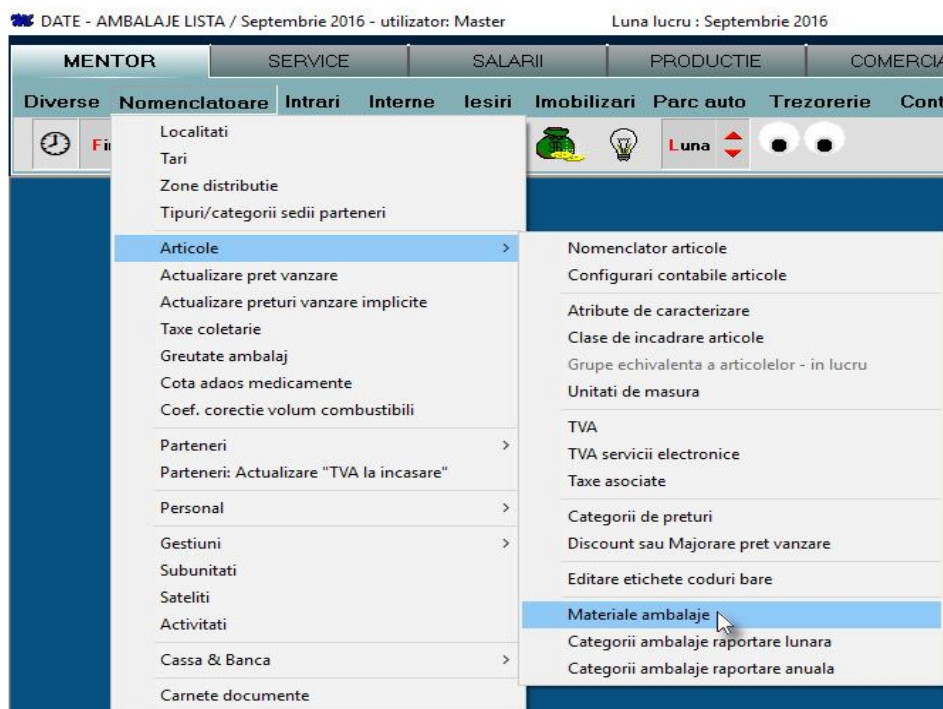 DATE - AMBALAJE LISTA / Septembrie 2016 - utilizator: Master Luna lucru : Septembrie 2016
MENTOR SERVICE SALARII PRODUCTIE
Diverse Nomenclatoare Intrari Interne Iesiri Imobilizari Parc auto Trezorerie
Luna
Localitati
Tari
Zone distributie
Tipuri/categorii sedii parteneri
Articole >
Actualizare pret vanzare
Actualizare preturi vanzare implicite
Taxe coletarie
Greutate ambalaj
Cota adaos medicamente
Coef. corectie volum combustibili
Parteneri >
Parteneri: Actualizare "TVA la incasare"
Personal >
Gestiuni >
Subunitati
Sateliti
Activitati
Cassa & Banca >
Carnete documente
Nomenclator articole
Configurari contabile articole
Atribute de caracterizare
Clase de incadrare articole
Grupe echivalenta a articolelor - in lucru
Unitati de masura
TVA
TVA servicii electronice
Taxe asociate
Categorii de preturi
Discount sau Majorare pret vanzare
Editare etichete coduri bare
Materiale ambalaje
Categorii ambalaje raportare lunara
Categorii ambalaje raportare anuala